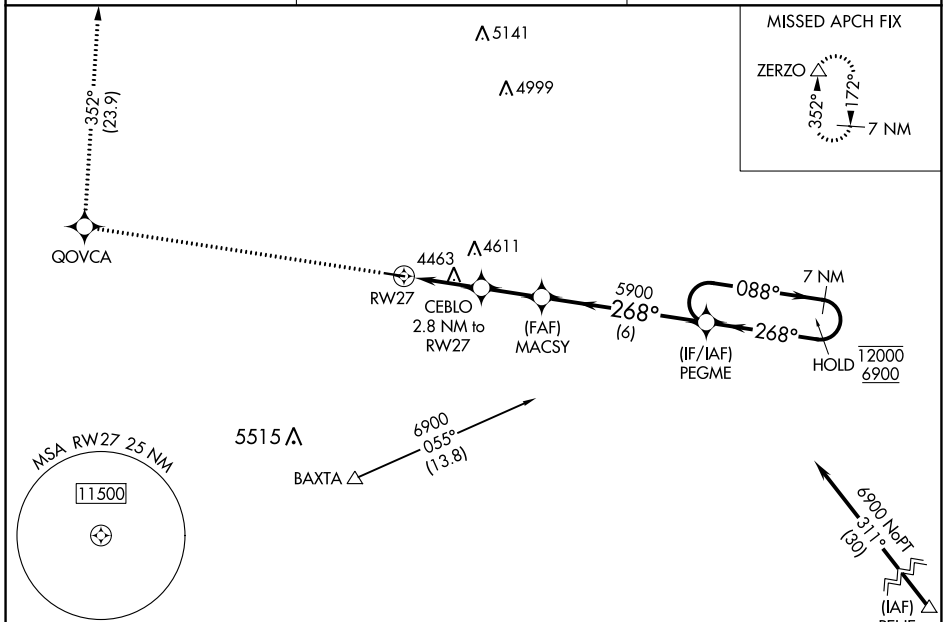 5141
4999
MISSED APCH FIX
ZERZO
352°
172°
7 NM
352°
(23.9)
QOVCA
4463
4611
RW27
CEBLO
2.8 NM to
RW27
(FAF)
MACSY
5900
268°
(6)
(IF/IAF)
PEGME
088°
7 NM
268°
HOLD
12000
6900
5515
BAXTA
6900
055°
(13.8)
MSA RW27 25 NM
11500
6900 NoPT
311°
(30)
(IAF)